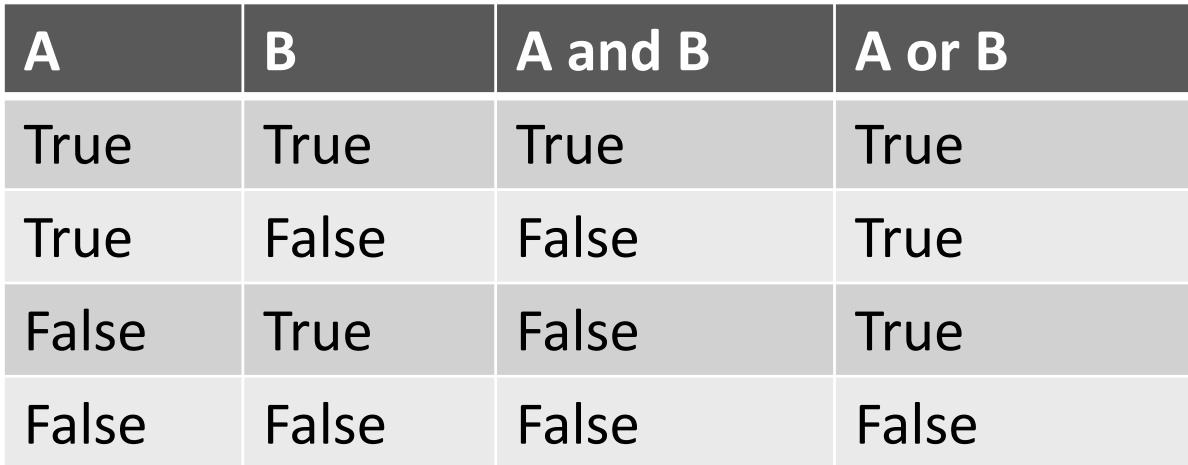 A B A and B A or B
True True True True
True False False True
False True False True
False False False False